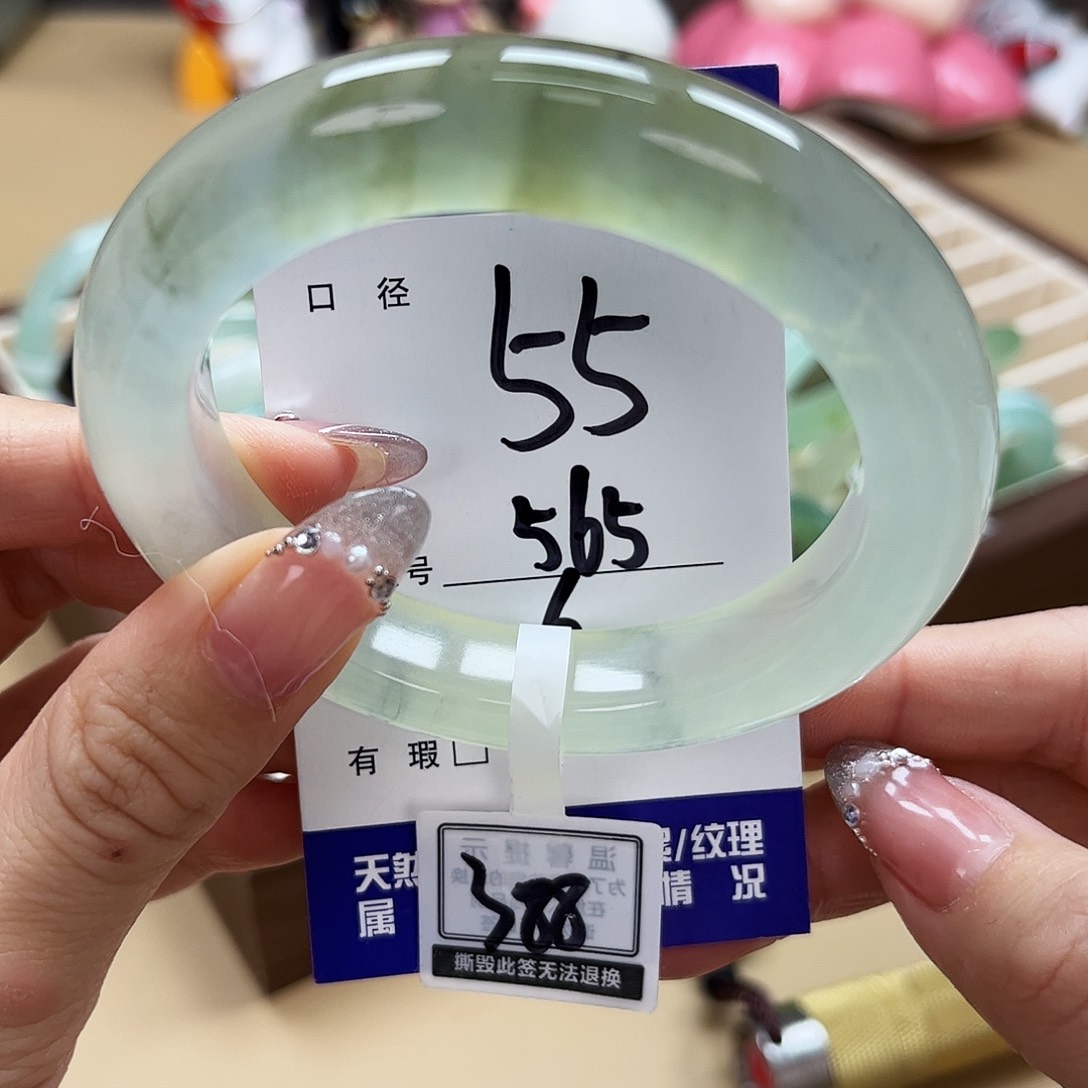 口 径
55
565
号
6
有 瑕
天然
属
纹理
情 况
温馨提示
撕毁此签无法退换